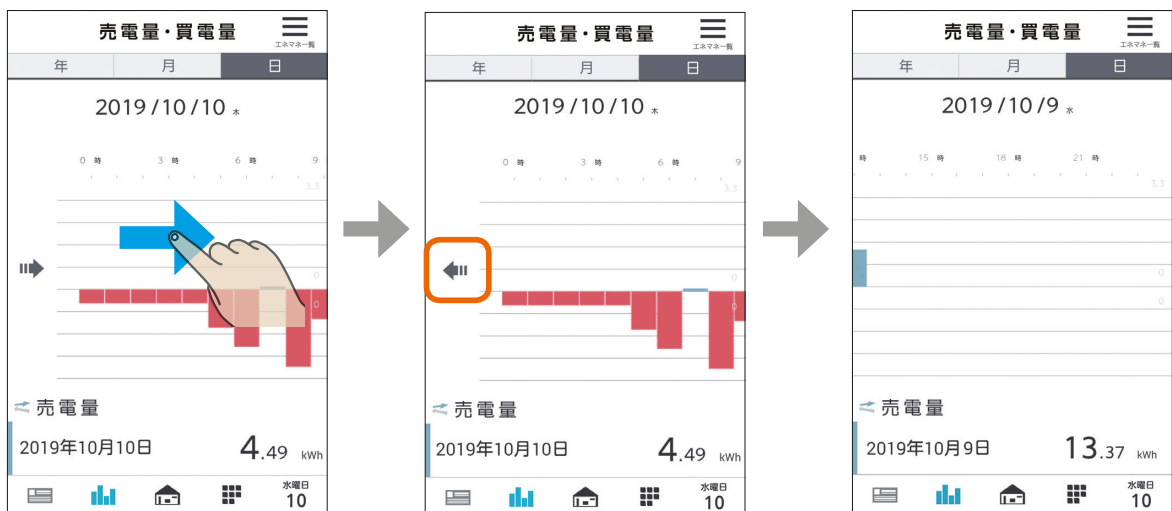 売電量・買電量
エネマネ一覧
年 月 日
2019/10/10 木
0 時 3 時 6 時 9
3.3
0
0
売電量
2019年10月10日 4.49 kWh
水曜日
10
売電量・買電量
エネマネ一覧
年 月 日
2019/10/10 木
0 時 3 時 6 時 9
3.3
0
0
売電量
2019年10月10日 4.49 kWh
水曜日
10
売電量・買電量
エネマネ一覧
年 月 日
2019/10/9 水
時 15 時 18 時 21 時
3.3
0
0
売電量
2019年10月9日 13.37 kWh
水曜日
10